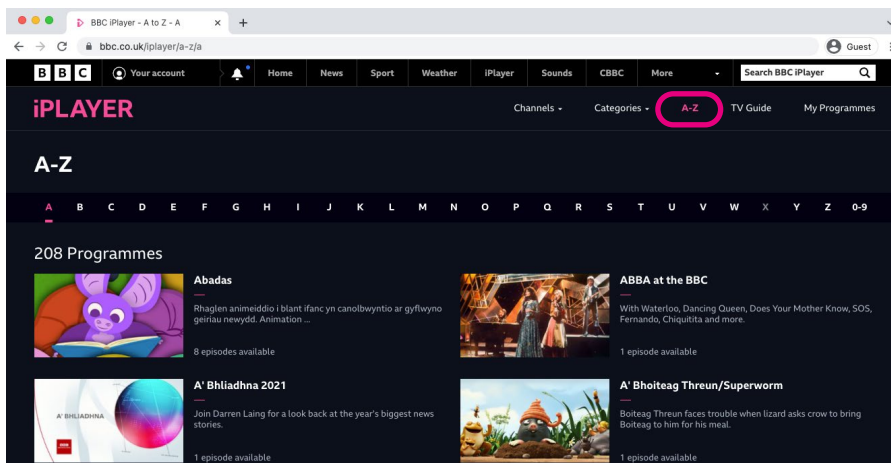 BBC iPlayer - A to Z - A
bbc.co.uk/iplayer/a-z/a
Guest
BBC Your account Home News Sport Weather iPlayer Sounds CBBC More Search BBC iPlayer
iPLAYER
Channels Categories A-Z TV Guide My Programmes
A-Z
A B C D E F G H I J K L M N O P Q R S T U V W X Y Z 0-9
208 Programmes
Abadas
Rhaglen animeiddio i blant ifanc yn canolbwyntio ar gyflwyno
geiriau newydd. Animation ...
8 episodes available
ABBA at the BBC
With Waterloo, Dancing Queen, Does Your Mother Know, SOS,
Fernando, Chiquitita and more.
1 episode available
A' BHLIADHNA
A' Bhliadhna 2021
Join Darren Laing for a look back at the year's biggest news
stories.
1 episode available
A' Bhoiteag Threun/Superworm
Boiteag Threun faces trouble when lizard asks crow to bring
Boiteag to him for his meal.
1 episode available